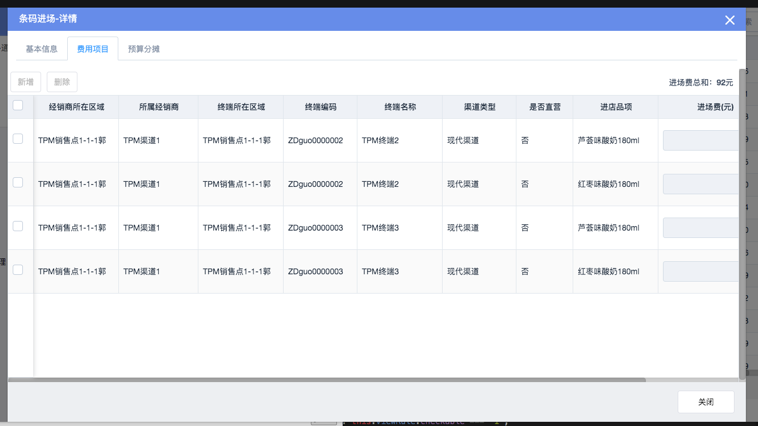 条码进场-详情
基本信息 费用项目 预算分摊
新增 删除 进场费总和: 92元
经销商所在区域 所属经销商 终端所在区域 终端编码 终端名称 渠道类型 是否直营 进店品项 进场费(元)
TPM销售点1-1-1郭 TPM渠道1 TPM销售点1-1-1郭 ZDguo0000002 TPM终端2 现代渠道 否 芦荟味酸奶180ml
TPM销售点1-1-1郭 TPM渠道1 TPM销售点1-1-1郭 ZDguo0000002 TPM终端2 现代渠道 否 红枣味酸奶180ml
TPM销售点1-1-1郭 TPM渠道1 TPM销售点1-1-1郭 ZDguo0000003 TPM终端3 现代渠道 否 芦荟味酸奶180ml
TPM销售点1-1-1郭 TPM渠道1 TPM销售点1-1-1郭 ZDguo0000003 TPM终端3 现代渠道 否 红枣味酸奶180ml
关闭